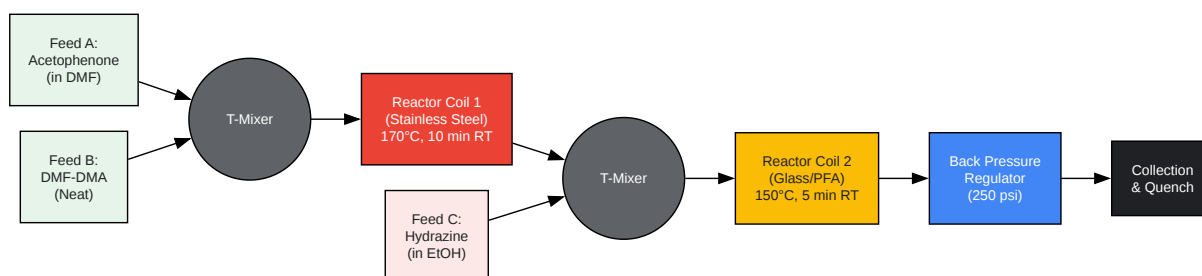 Feed A:
Acetophenone
(in DMF)
Feed B:
DMF-DMA
(Neat)
T-Mixer
Reactor Coil 1
(Stainless Steel)
170°C, 10 min RT
Feed C:
Hydrazine
(in EtOH)
T-Mixer
Reactor Coil 2
(Glass/PFA)
150°C, 5 min RT
Back Pressure
Regulator
(250 psi)
Collection
& Quench